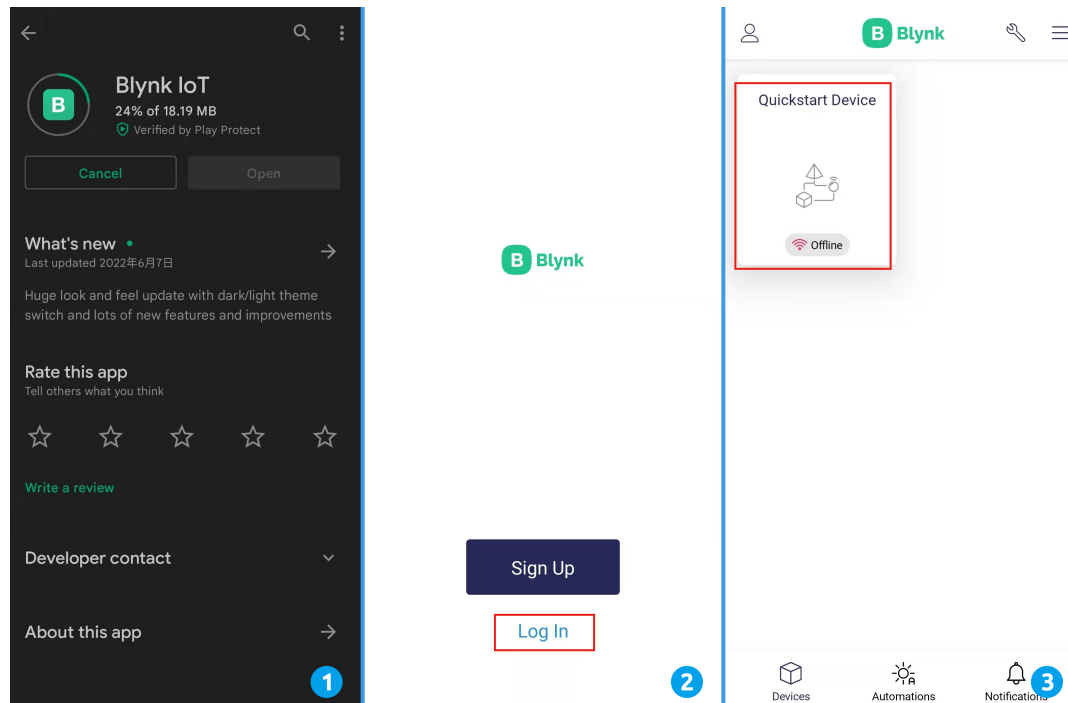 B
Blynk IoT
24% of 18.19 MB
Verified by Play Protect
Cancel
Open
What's new
Last updated 2022年6月7日
Huge look and feel update with dark/light theme
switch and lots of new features and improvements
Rate this app
Tell others what you think
Write a review
Developer contact
About this app
1
B Blynk
Sign Up
Log In
2
B Blynk
Quickstart Device
Offline
Devices
A
Automations
Notifications
3